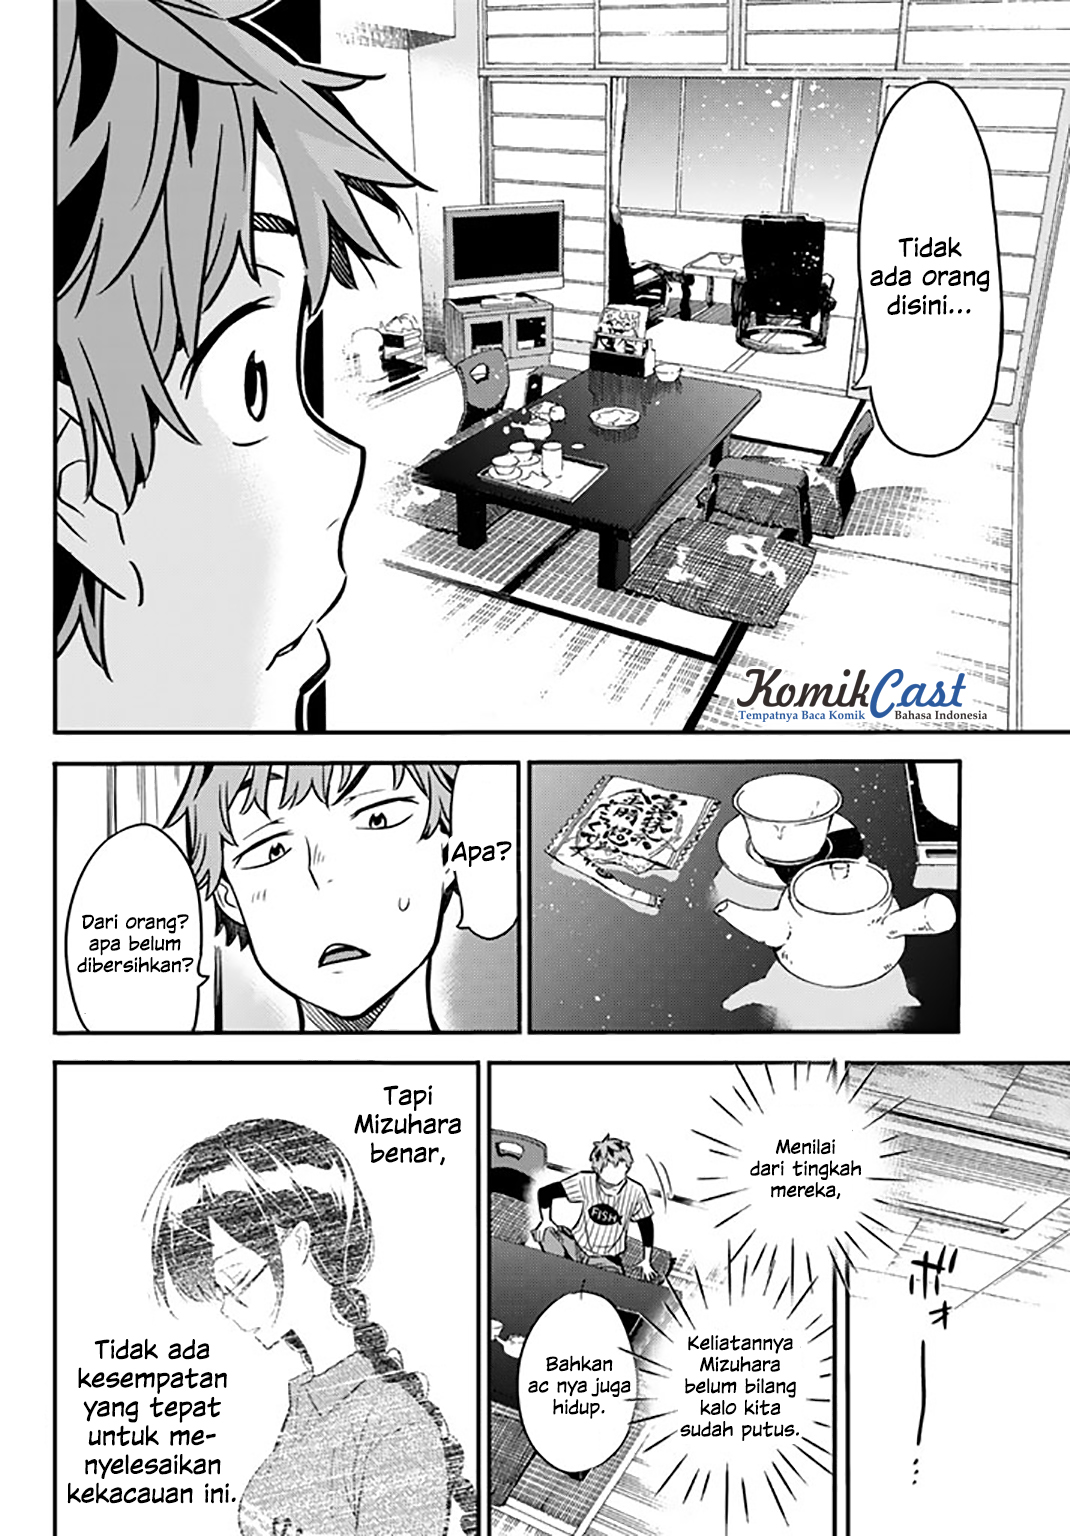 Tidak
ada orang
disini...
KomikCast
Tempatnya Baca Komik Bahasa Indonesia
Apa?
Dari orang?
apa belum
dibersihkan?
Menilai
dari tingkah
mereka,
Keliatannya
Mizuhara
belum bilang
kalo kita
sudah putus.
FISH
Bahkan
ac nya juga
hidup.
Tapi
Mizuhara
benar,
Tidak ada
kesempatan
yang tepat
untuk me-
nyelesaikan
kekacauan ini.